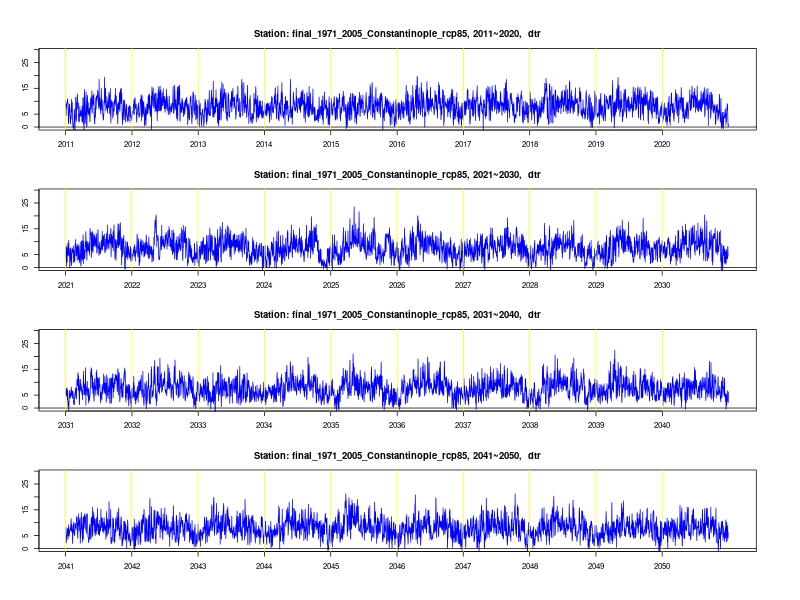 Station: final_1971_2005_Constantinople_rcp85, 2011~2020, dtr
25
15
5
0
2011 2012 2013 2014 2015 2016 2017 2018 2019 2020
Station: final_1971_2005_Constantinople_rcp85, 2021~2030, dtr
25
15
5
0
2021 2022 2023 2024 2025 2026 2027 2028 2029 2030
Station: final_1971_2005_Constantinople_rcp85, 2031~2040, dtr
25
15
5
0
2031 2032 2033 2034 2035 2036 2037 2038 2039 2040
Station: final_1971_2005_Constantinople_rcp85, 2041~2050, dtr
25
15
5
0
2041 2042 2043 2044 2045 2046 2047 2048 2049 2050